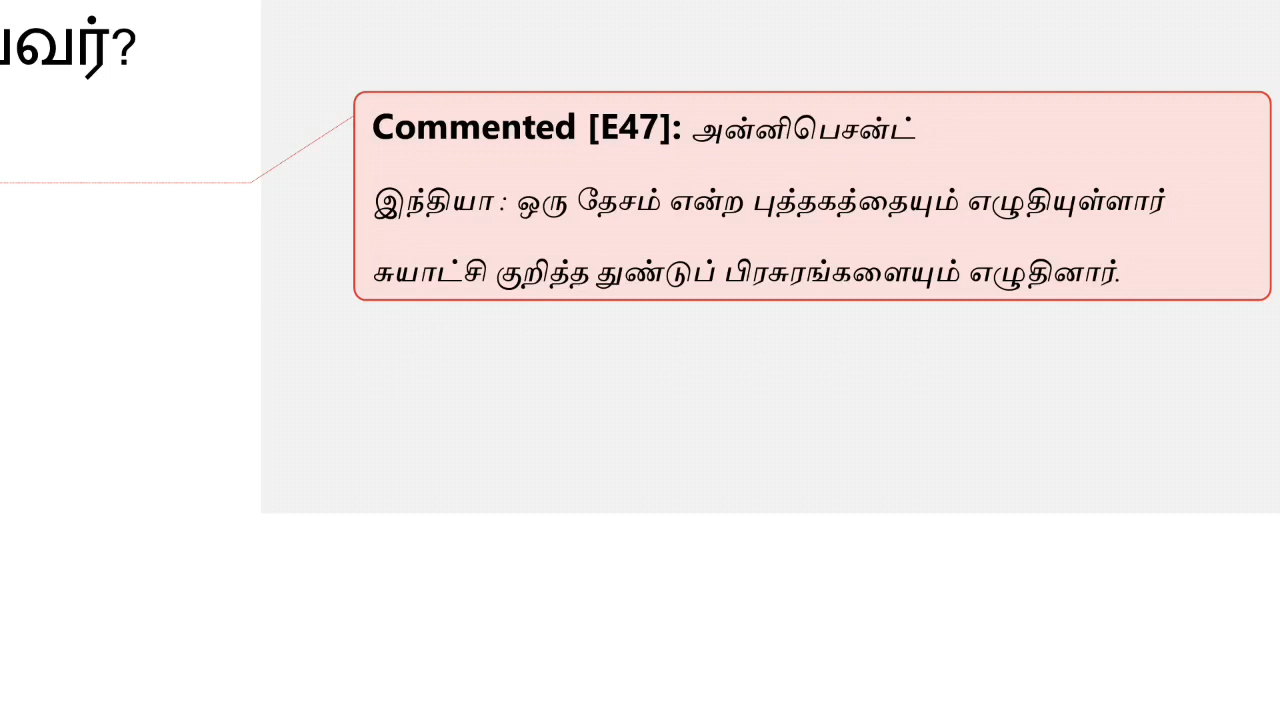 வர்?
Commented [E47]: அன்னிபெசன்ட்
இந்தியா : ஒரு தேசம் என்ற புத்தகத்தையும் எழுதியுள்ளார்
சுயாட்சி குறித்த துண்டுப் பிரசுரங்களையும் எழுதினார்.